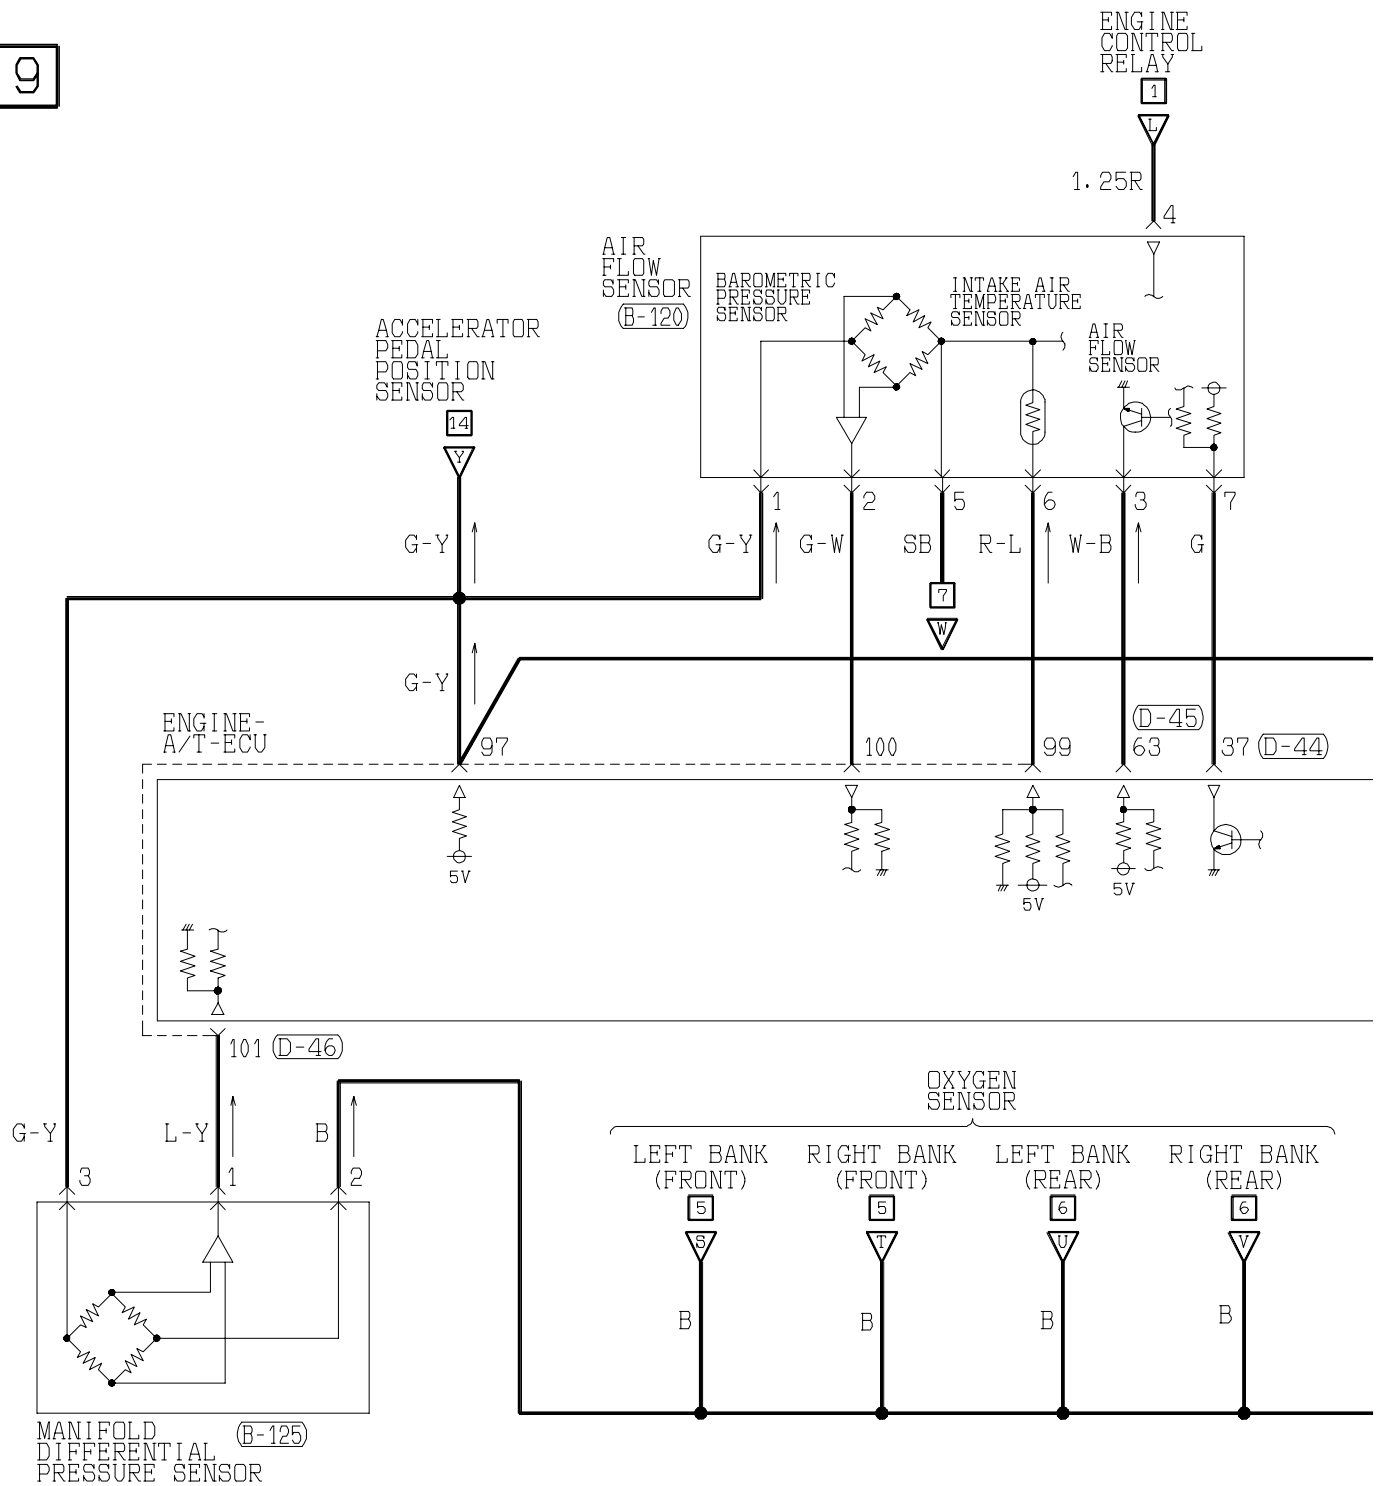 9
ENGINE
CONTROL
RELAY
1
L
1.25R
4
AIR
FLOW
SENSOR
B-120
BAROMETRIC
PRESSURE
SENSOR
INTAKE AIR
TEMPERATURE
SENSOR
AIR
FLOW
SENSOR
ACCELERATOR
PEDAL
POSITION
SENSOR
14
Y
1 2 5 6 3 7
G-Y G-Y G-W SB R-L W-B G
7
W
G-Y
ENGINE-
A/T-ECU
D-45
97 100 99 63 37 D-44
5V
5V
5V
101 D-46
OXYGEN
SENSOR
G-Y L-Y B
LEFT BANK
(FRONT)
RIGHT BANK
(FRONT)
LEFT BANK
(REAR)
RIGHT BANK
(REAR)
3 1 2
5 5 6 6
S T U V
B B B B
MANIFOLD
DIFFERENTIAL
PRESSURE SENSOR
B-125